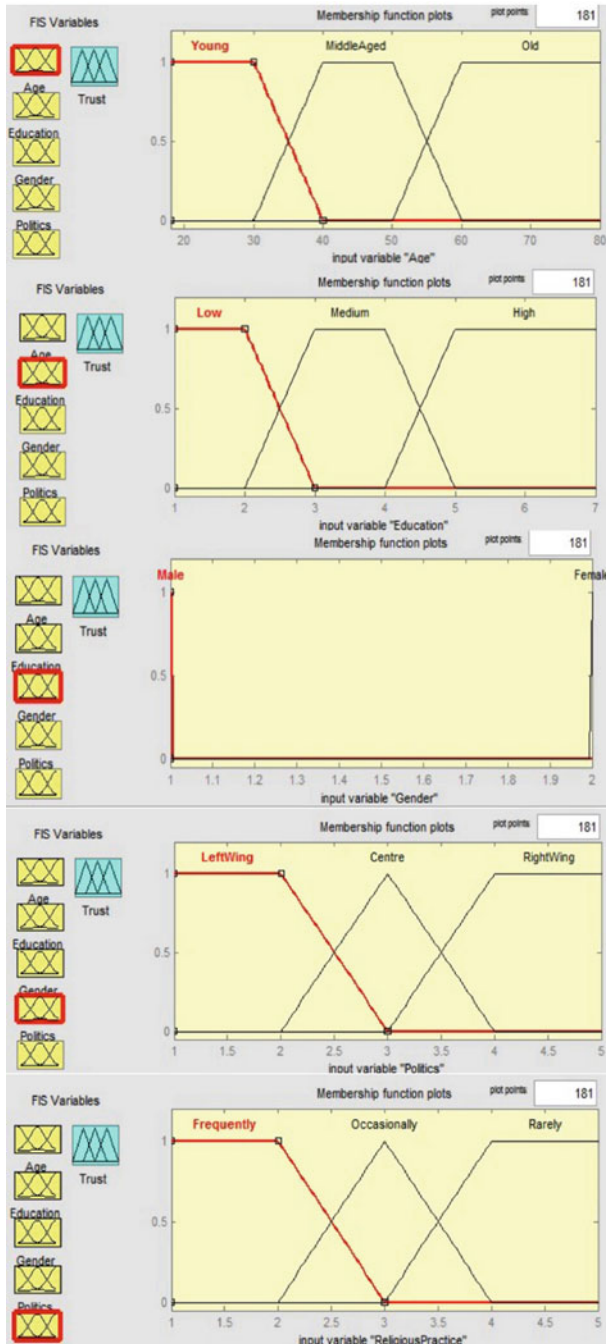 FIS Variables Membership function plots plot points: 181
Young MiddleAged Old
Age Trust
Education
Gender
Politics
1
0.5
0
20 30 40 50 60 70 80
input variable "Age"
FIS Variables Membership function plots plot points: 181
Low Medium High
Age Trust
Education
Gender
Politics
1
0.5
0
1 2 3 4 5 6 7
input variable "Education"
FIS Variables Membership function plots plot points: 181
Male Female
Age Trust
Education
Gender
Politics
1
0.5
0
1 1.1 1.2 1.3 1.4 1.5 1.6 1.7 1.8 1.9 2
input variable "Gender"
FIS Variables Membership function plots plot points: 181
LeftWing Centre RightWing
Age Trust
Education
Gender
Politics
1
0.5
0
1 1.5 2 2.5 3 3.5 4 4.5 5
input variable "Politics"
FIS Variables Membership function plots plot points: 181
Frequently Occasionally Rarely
Age Trust
Education
Gender
Politics
1
0.5
0
1 1.5 2 2.5 3 3.5 4 4.5 5
input variable "ReligiousPractice"